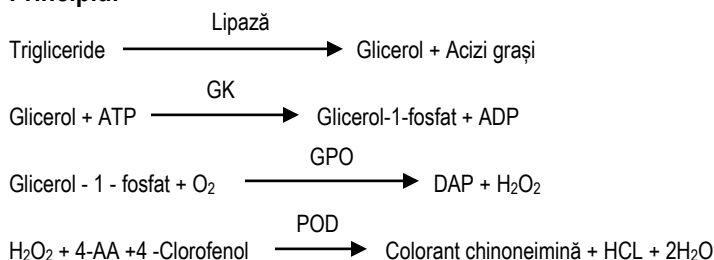 Lipază
Trigliceride Glicerol + Acizi grași
GK
Glicerol + ATP Glicerol-1-fosfat + ADP
GPO
Glicerol - 1 - fosfat + O₂ DAP + H₂O₂
POD
H₂O₂ + 4-AA +4 -Clorofenol Colorant chinoneimină + HCL + 2H₂O